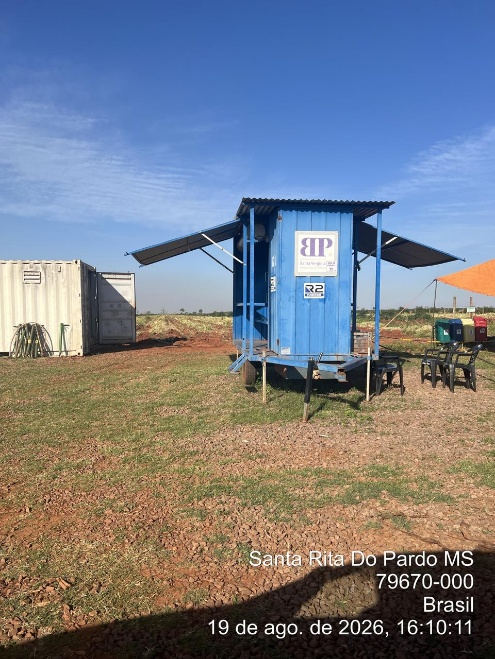 BP
R2
Santa Rita Do Pardo MS
79670-000
Brasil
19 de ago. de 2026, 16:10:11